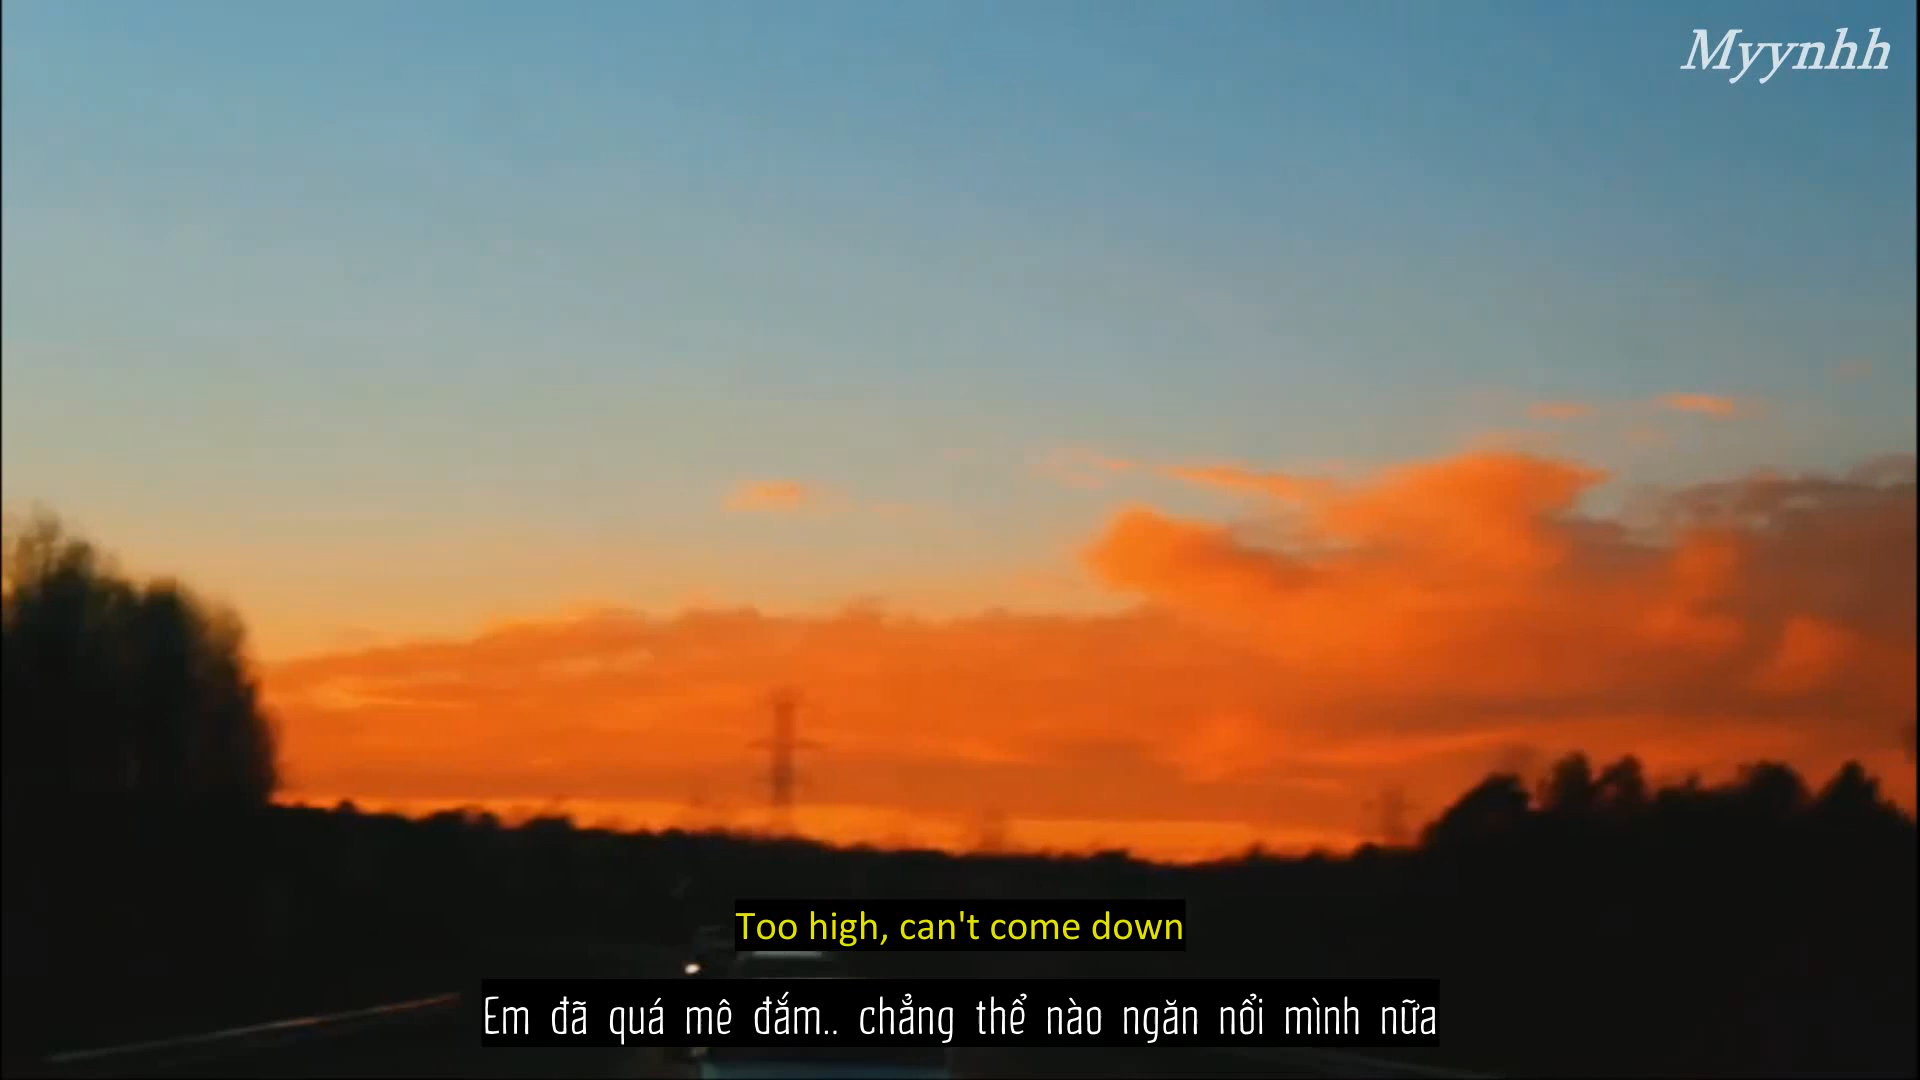 Myynhh
Too high, can't come down
Em đã quá mê đắm.. chẳng thể nào ngăn nổi mình nữa